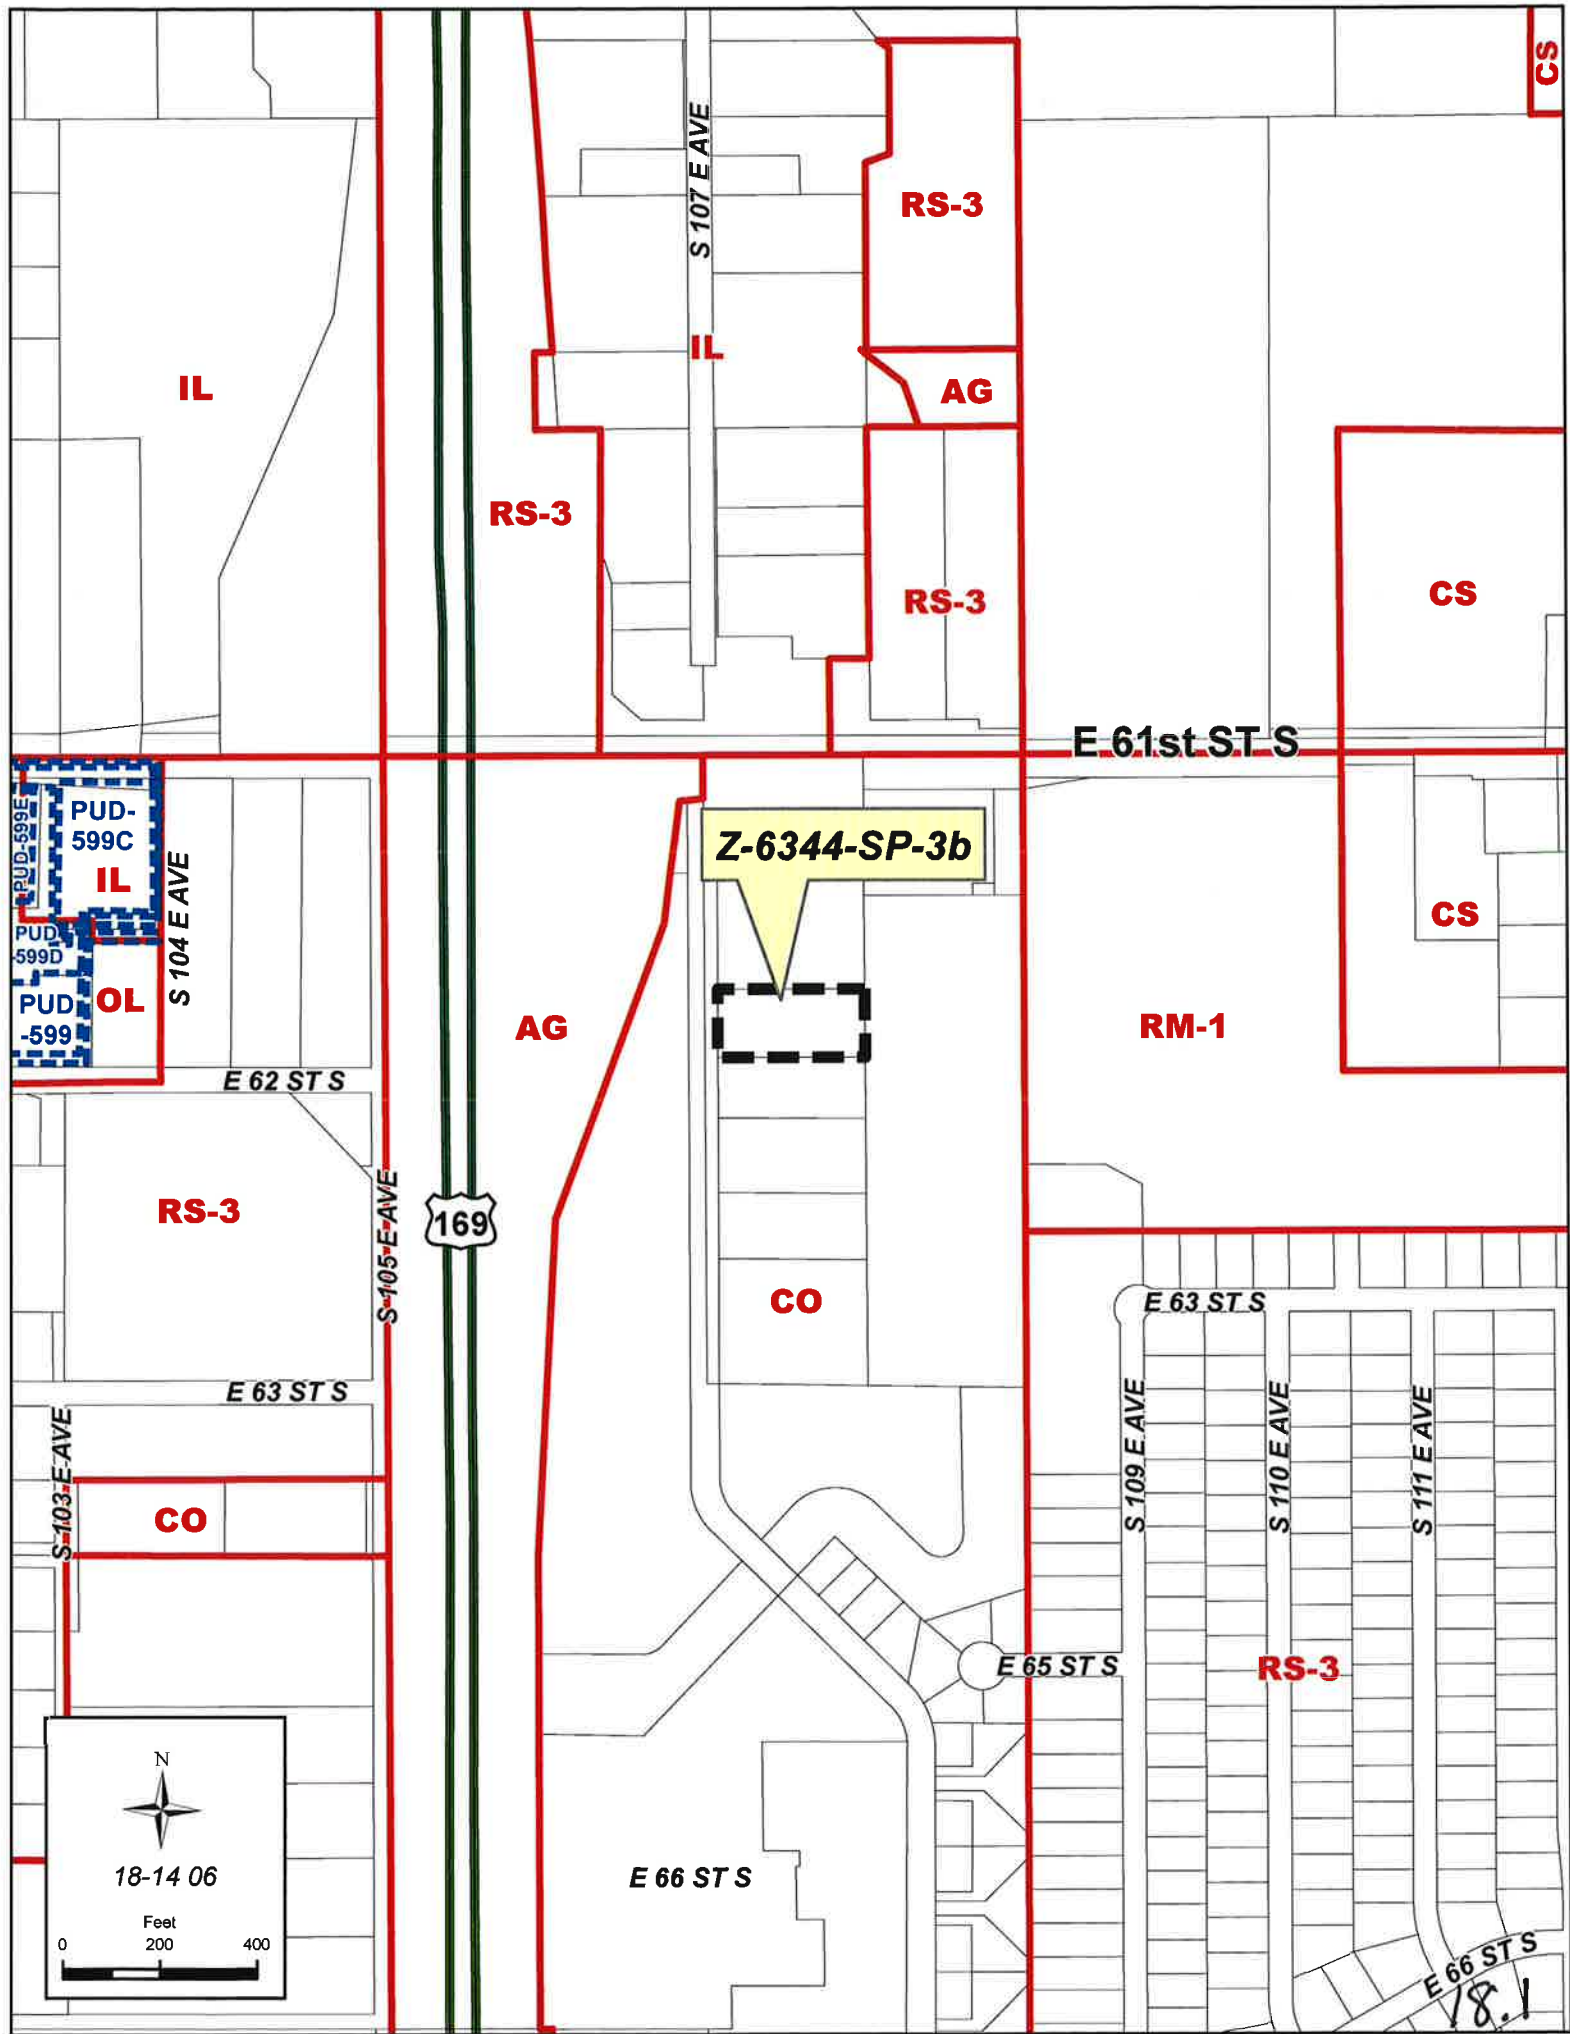 CS
S 107 E AVE
RS-3
IL
IL
AG
RS-3
RS-3
CS
E 61st ST S
PUD-599E
PUD-
599C
IL
Z-6344-SP-3b
S 104 E AVE
CS
PUD
-599D
PUD
-599
OL
AG
RM-1
E 62 ST S
RS-3
S 105 E AVE
169
CO
E 63 ST S
E 63 ST S
S 103 E AVE
CO
S 109 E AVE
S 110 E AVE
S 111 E AVE
E 65 ST S
RS-3
N
18-14 06
Feet
0 200 400
E 66 ST S
E 66 ST S
18.1